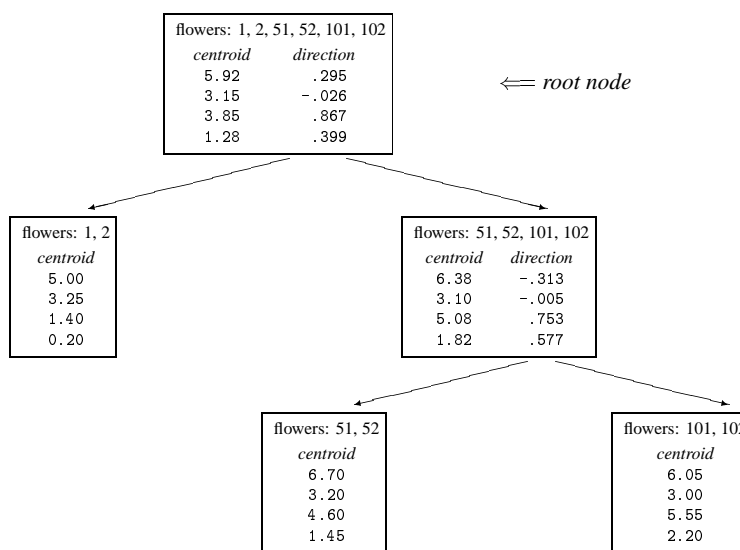 flowers: 1, 2, 51, 52, 101, 102
centroid direction
5.92 .295
3.15 -.026
3.85 .867
1.28 .399
⇐ root node
flowers: 1, 2
centroid
5.00
3.25
1.40
0.20
flowers: 51, 52, 101, 102
centroid direction
6.38 -.313
3.10 -.005
5.08 .753
1.82 .577
flowers: 51, 52
centroid
6.70
3.20
4.60
1.45
flowers: 101, 102
centroid
6.05
3.00
5.55
2.20